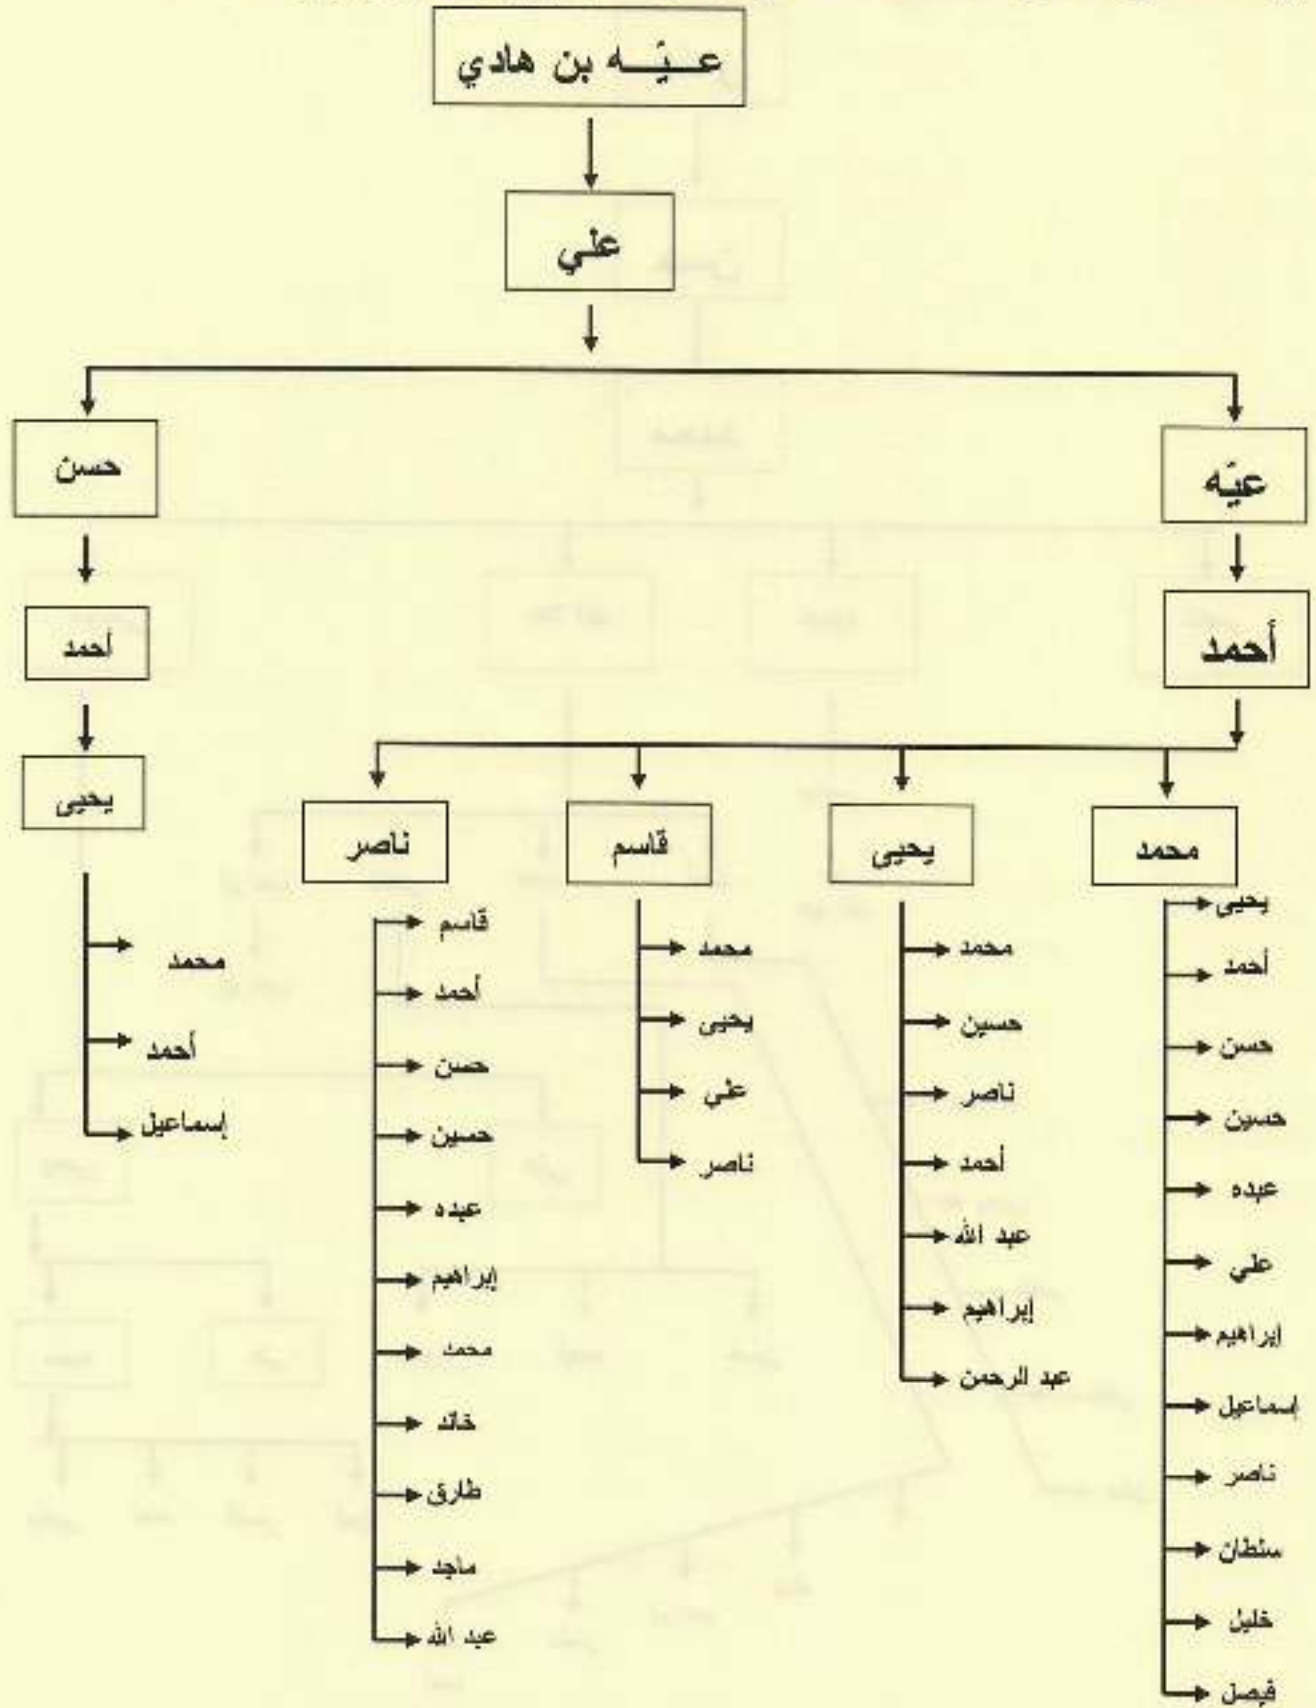 عيّه بن هادي
علي
عيّه
حسن
أحمد
أحمد
محمد
يحيى
قاسم
ناصر
يحيى
يحيى
أحمد
حسن
حسين
عبده
علي
إبراهيم
إسماعيل
ناصر
سلطان
خليل
فيصل
محمد
حسين
ناصر
أحمد
عبد الله
إبراهيم
عبد الرحمن
محمد
يحيى
علي
ناصر
قاسم
أحمد
حسن
حسين
عبده
إبراهيم
محمد
خالد
طارق
ماجد
عبد الله
محمد
أحمد
إسماعيل